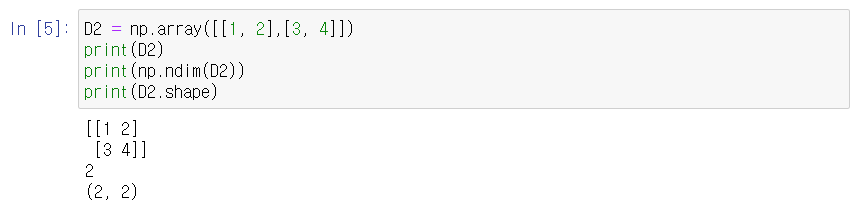 In [5]: D2 = np.array([[1, 2],[3, 4]])
print(D2)
print(np.ndim(D2))
print(D2.shape)
[[1 2]
 [3 4]]
2
(2, 2)